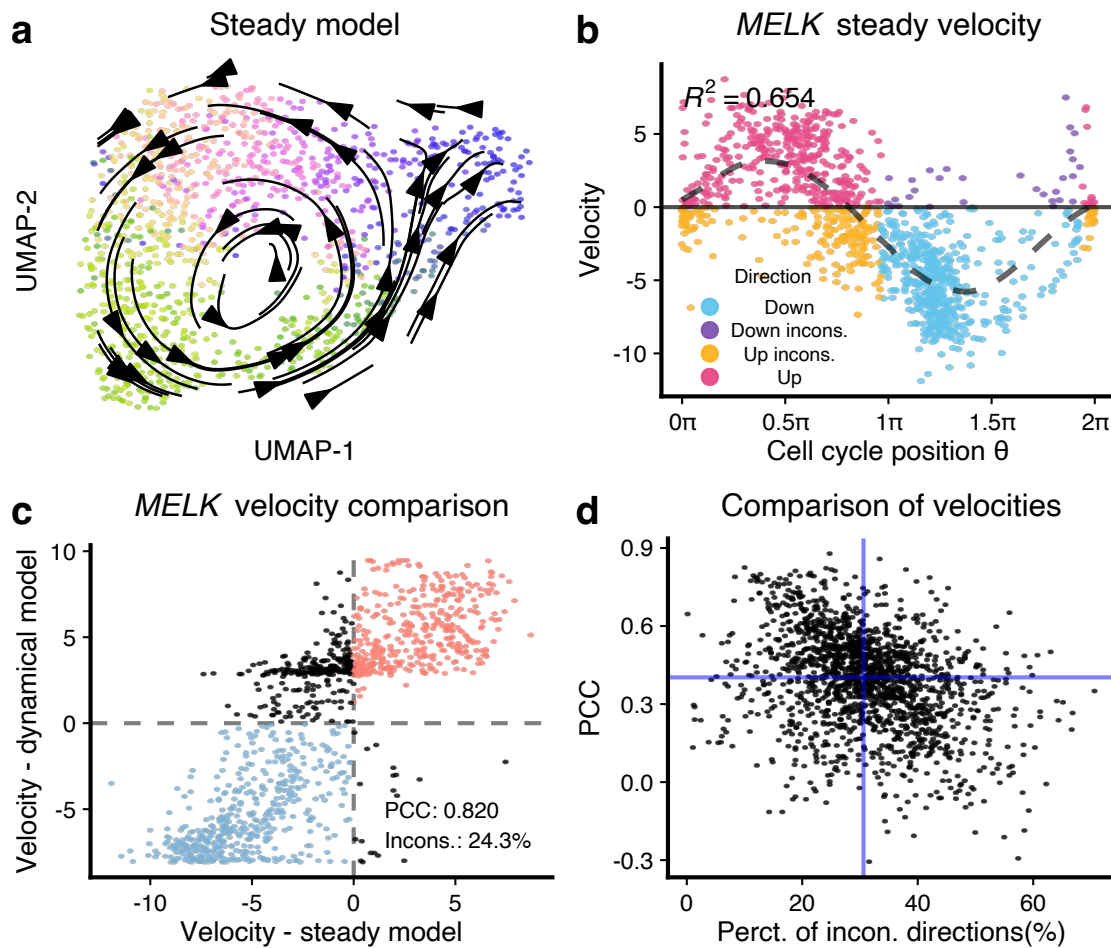 a
Steady model
UMAP-2
UMAP-1
b
MELK steady velocity
R² = 0.654
Velocity
5
0
-5
-10
Direction
Down
Down incons.
Up incons.
Up
0π
0.5π
1π
1.5π
2π
Cell cycle position θ
c
MELK velocity comparison
Velocity - dynamical model
10
5
0
-5
PCC: 0.820
Incons.: 24.3%
-10
-5
0
5
Velocity - steady model
d
Comparison of velocities
PCC
0.9
0.6
0.3
0.0
-0.3
0
20
40
60
Perct. of incon. directions(%)